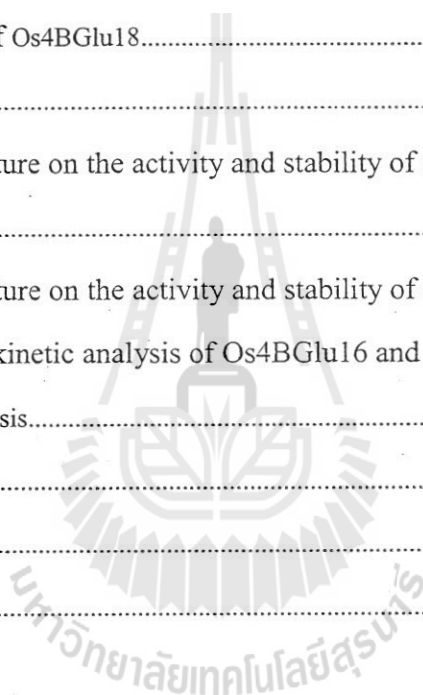 f Os4BGlu18........................................................
........................................................................
ture on the activity and stability of
........................................................................
ture on the activity and stability of
kinetic analysis of Os4BGlu16 and
sis......................................................................
........................................................................
........................................................................
........................................................................
มหาวิทยาลัยเทคโนโลยีสุรนารี